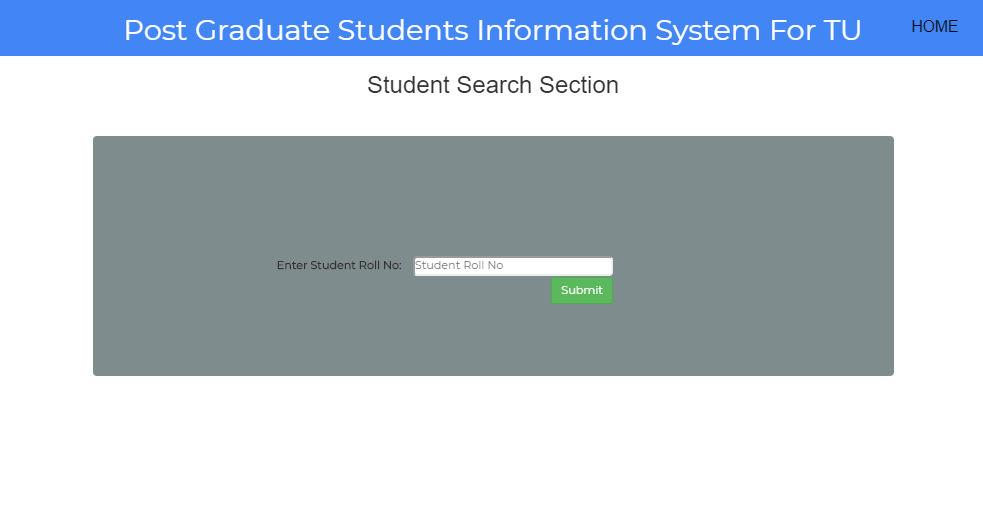 Post Graduate Students Information System For TU
HOME
Student Search Section
Enter Student Roll No: Student Roll No
Submit